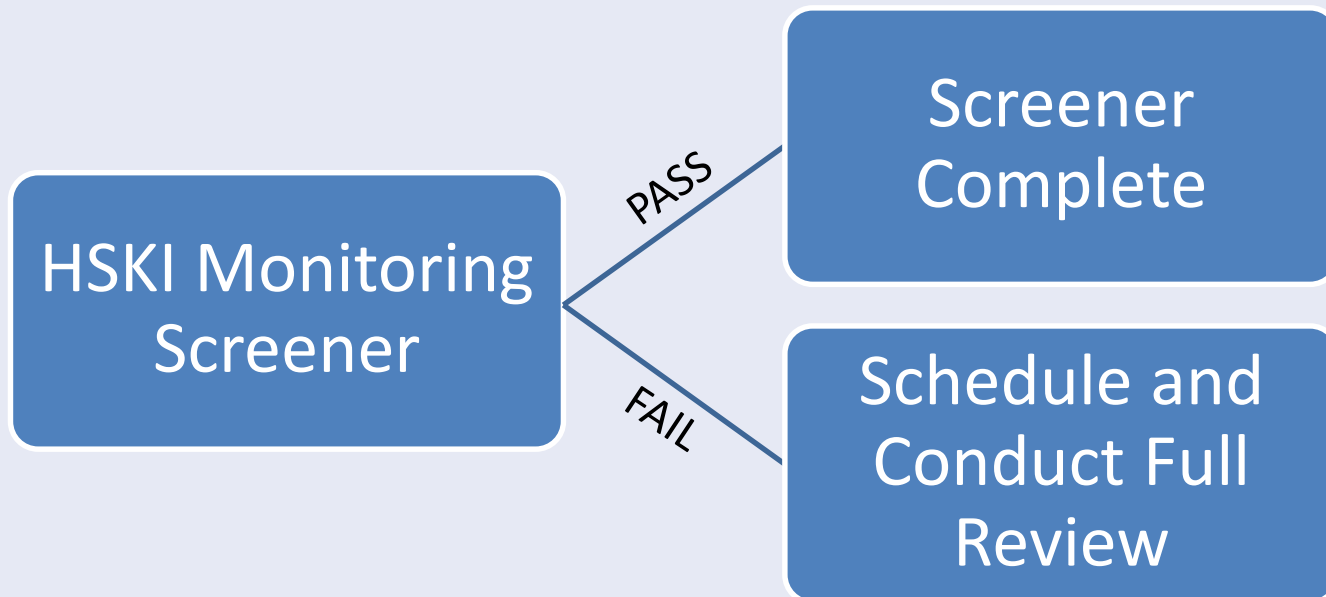 HSKI Monitoring
Screener
PASS
Screener
Complete
FAIL
Schedule and
Conduct Full
Review